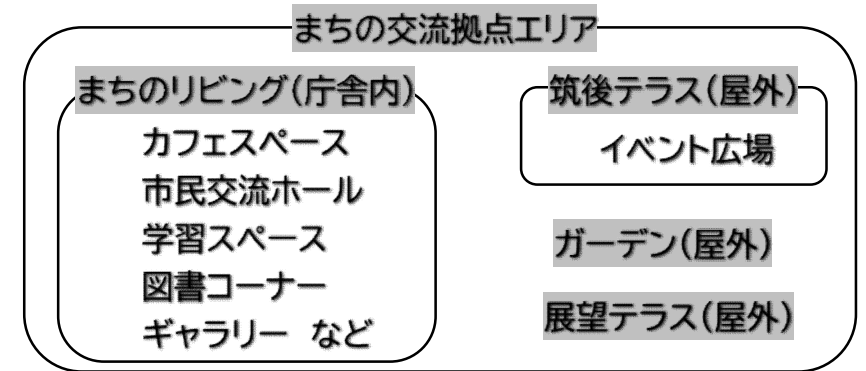 まちの交流拠点エリア
まちのリビング(庁舎内)
カフェスペース
市民交流ホール
学習スペース
図書コーナー
ギャラリー など
筑後テラス(屋外)
イベント広場
ガーデン(屋外)
展望テラス(屋外)